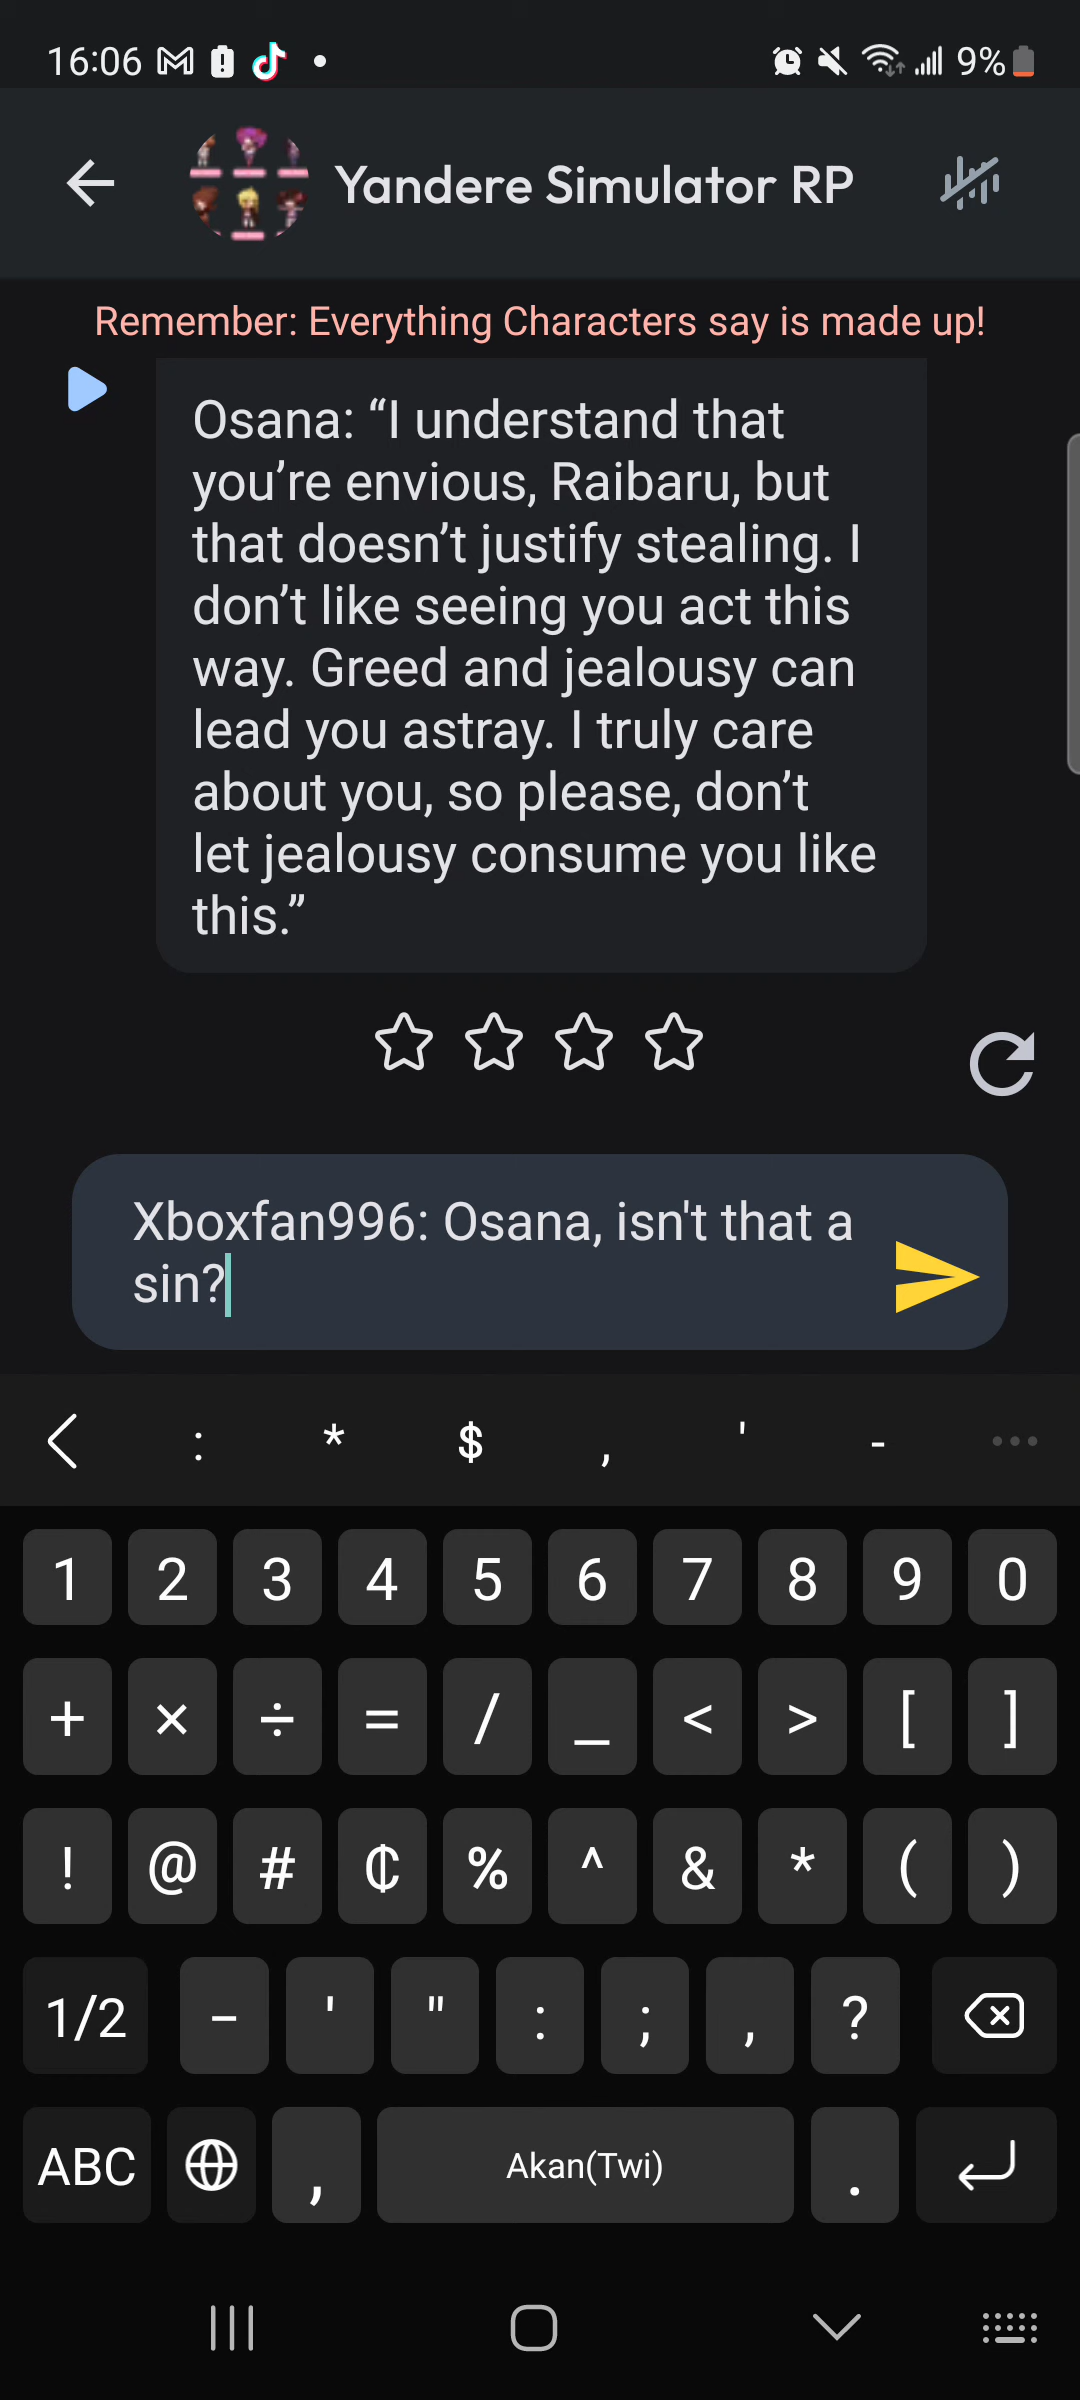 16:06
9%
Yandere Simulator RP
Remember: Everything Characters say is made up!
Osana: “I understand that
you’re envious, Raibaru, but
that doesn’t justify stealing. I
don’t like seeing you act this
way. Greed and jealousy can
lead you astray. I truly care
about you, so please, don’t
let jealousy consume you like
this.”
Xboxfan996: Osana, isn't that a
sin?
: * $ , ' -
1 2 3 4 5 6 7 8 9 0
+ × ÷ = / _ < > [ ]
! @ # ₵ % ^ & * ( )
1/2 - ' " : ; , ?
ABC , Akan(Twi) .